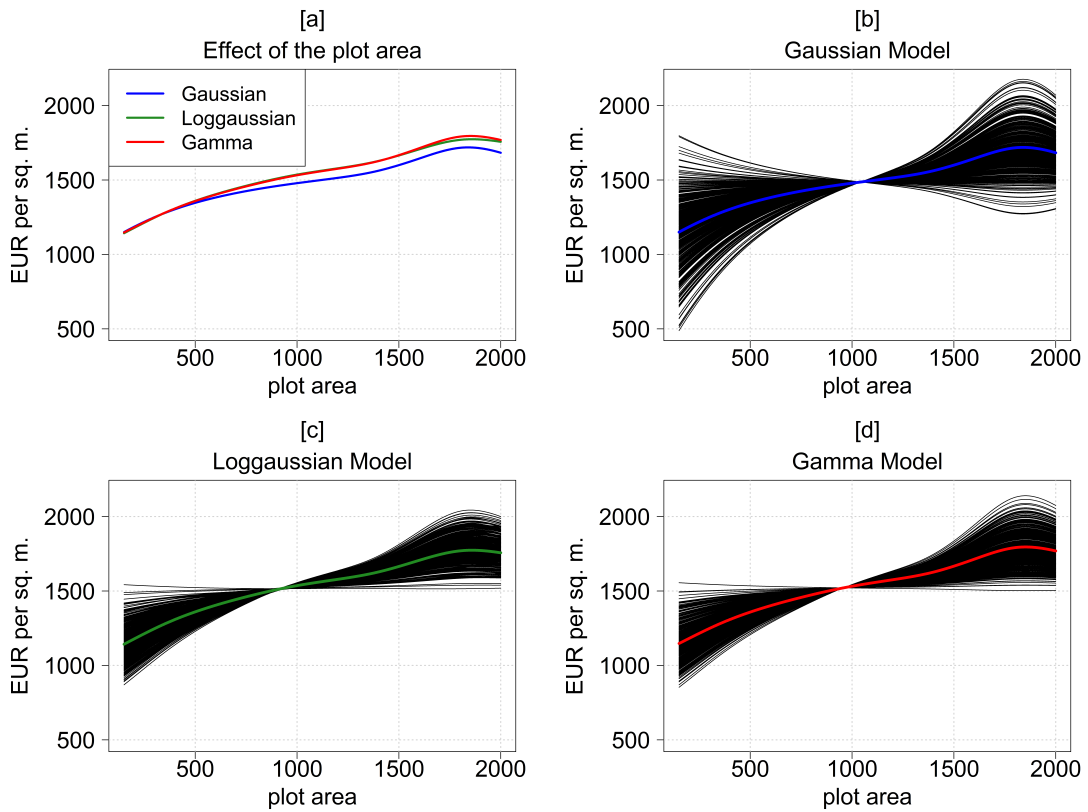 [a]
Effect of the plot area
Gaussian
Loggaussian
Gamma
EUR per sq. m.
2000
1500
1000
500
500 1000 1500 2000
plot area
[b]
Gaussian Model
EUR per sq. m.
2000
1500
1000
500
500 1000 1500 2000
plot area
[c]
Loggaussian Model
EUR per sq. m.
2000
1500
1000
500
500 1000 1500 2000
plot area
[d]
Gamma Model
EUR per sq. m.
2000
1500
1000
500
500 1000 1500 2000
plot area